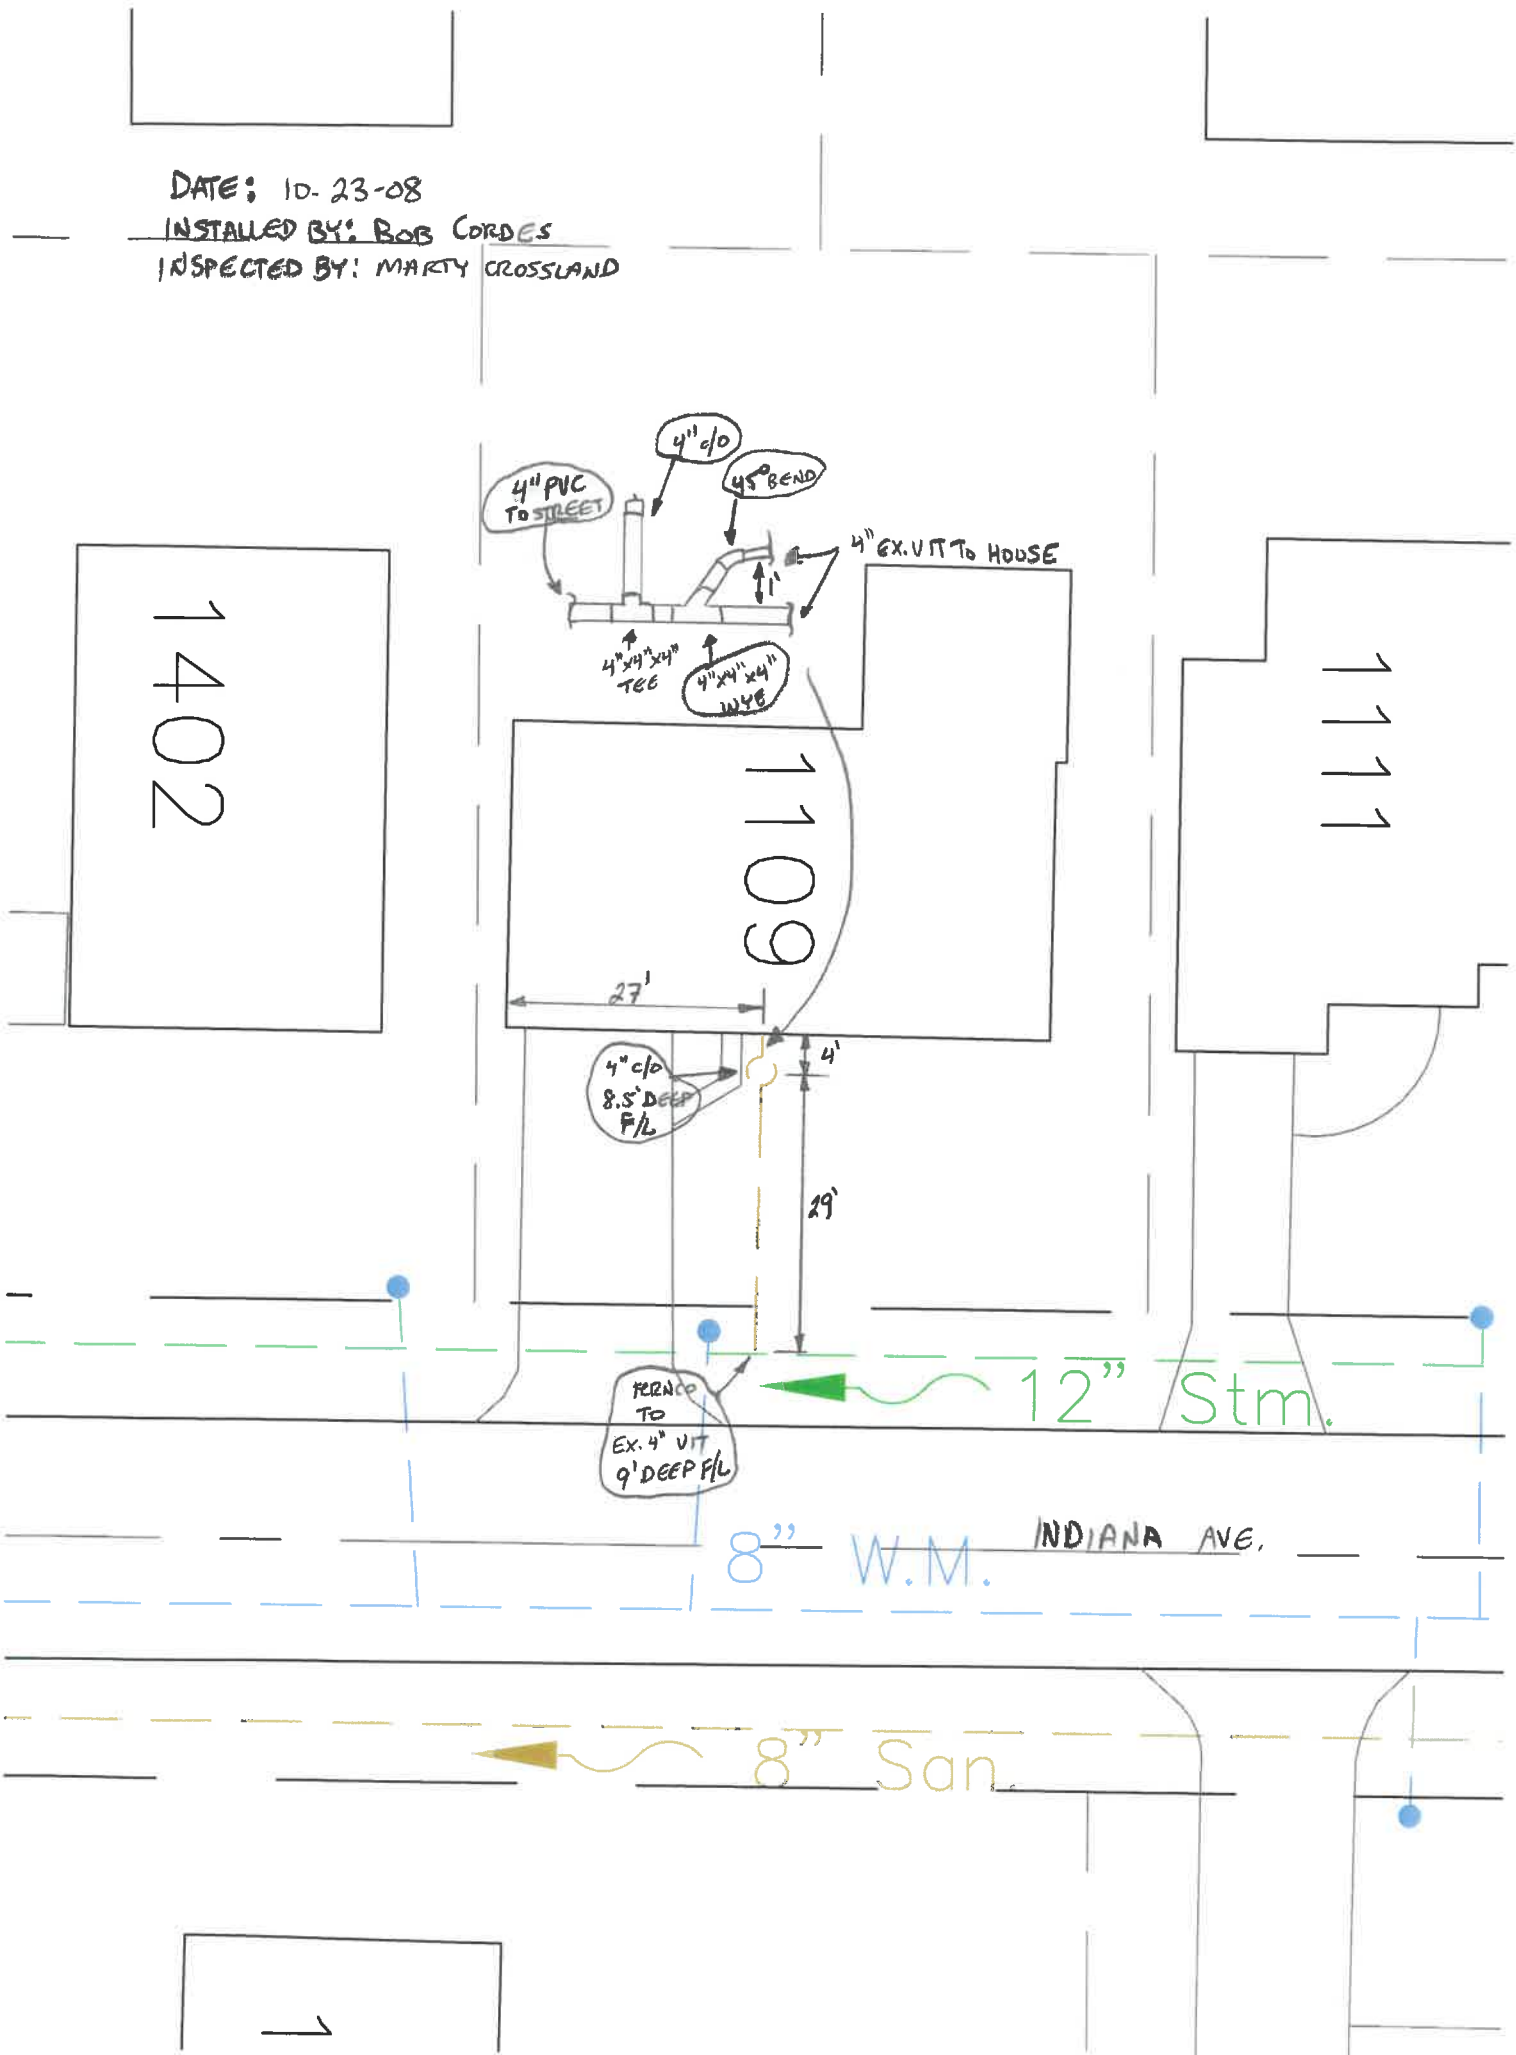 DATE: 10-23-08
INSTALLED BY: BOB CORDES
INSPECTED BY: MARTY CROSSLAND
4" c/o
45° BEND
4" PVC
TO STREET
4" EX. VIT TO HOUSE
1'
4"x4"x4"
TEE
4"x4"x4"
WYE
1402
1109
1111
27'
4'
4" c/o
8.5' DEEP
F/L
29'
FERNCO
TO
EX. 4" VIT
9' DEEP F/L
12" Stm.
INDIANA AVE.
8" W.M.
8" San.
1